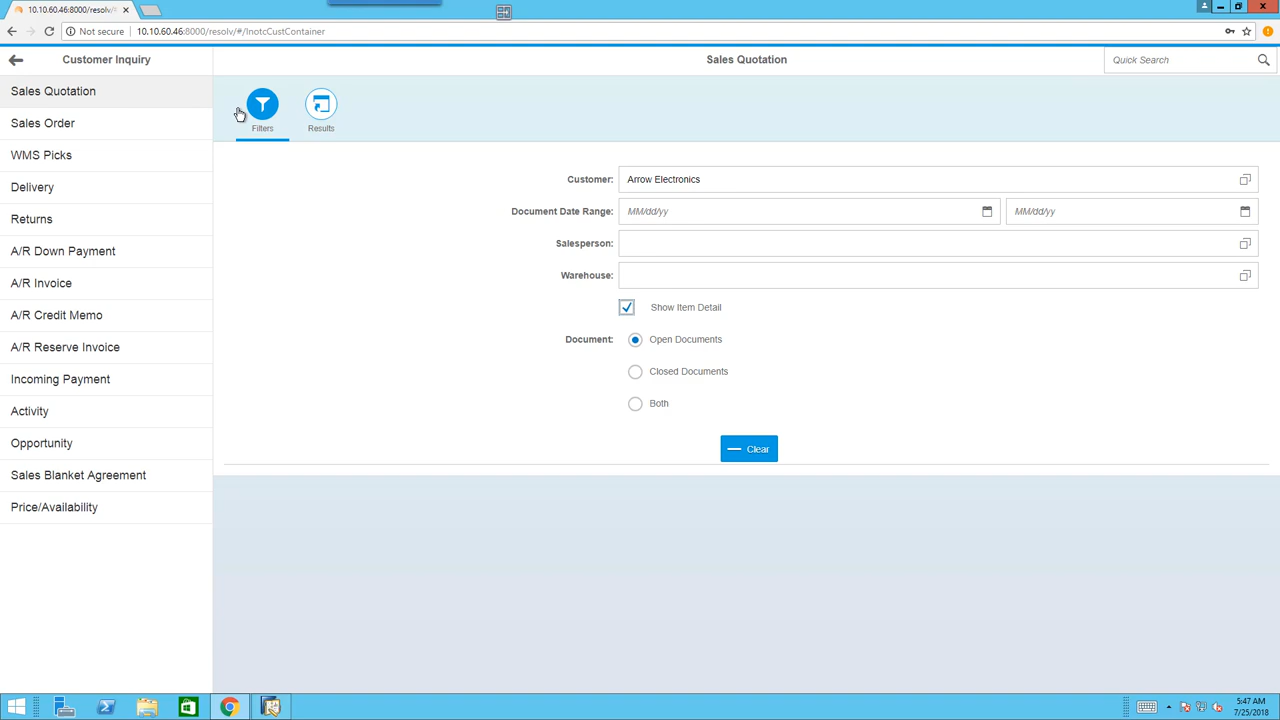 10.10.60.46:8000/resolv/#
Not secure
10.10.60.46:8000/resolv/#/InotcCustContainer
Customer Inquiry
Sales Quotation
Quick Search
Sales Quotation
Sales Order
WMS Picks
Delivery
Returns
A/R Down Payment
A/R Invoice
A/R Credit Memo
A/R Reserve Invoice
Incoming Payment
Activity
Opportunity
Sales Blanket Agreement
Price/Availability
Filters
Results
Customer:
Arrow Electronics
Document Date Range:
MM/dd/yy
MM/dd/yy
Salesperson:
Warehouse:
Show Item Detail
Document:
Open Documents
Closed Documents
Both
Clear
5:47 AM
7/25/2018